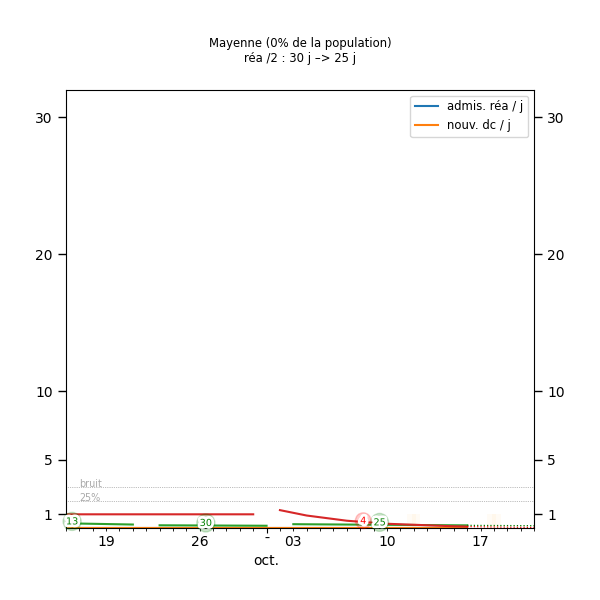 Mayenne (0% de la population)
réa /2 : 30 j –> 25 j
admis. réa / j
nouv. dc / j
30 30
20 20
10 10
5 5
bruit
25%
1 1
13 30 4 25
19 26 - 03 10 17
oct.